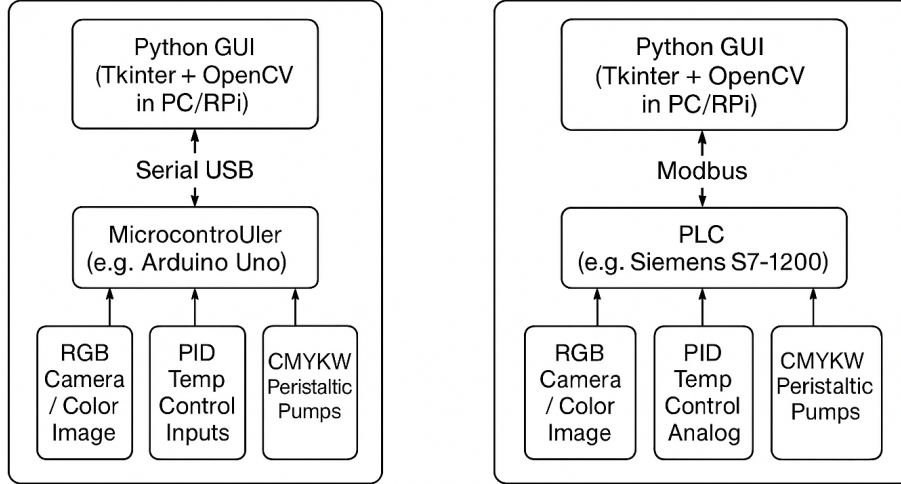 Python GUI
(Tkinter + OpenCV
in PC/RPi)
Serial USB
MicrocontroUler
(e.g. Arduino Uno)
RGB
Camera
/ Color
Image
PID
Temp
Control
Inputs
CMYKW
Peristaltic
Pumps
Python GUI
(Tkinter + OpenCV
in PC/RPi)
Modbus
PLC
(e.g. Siemens S7-1200)
RGB
Camera
/ Color
Image
PID
Temp
Control
Analog
CMYKW
Peristaltic
Pumps